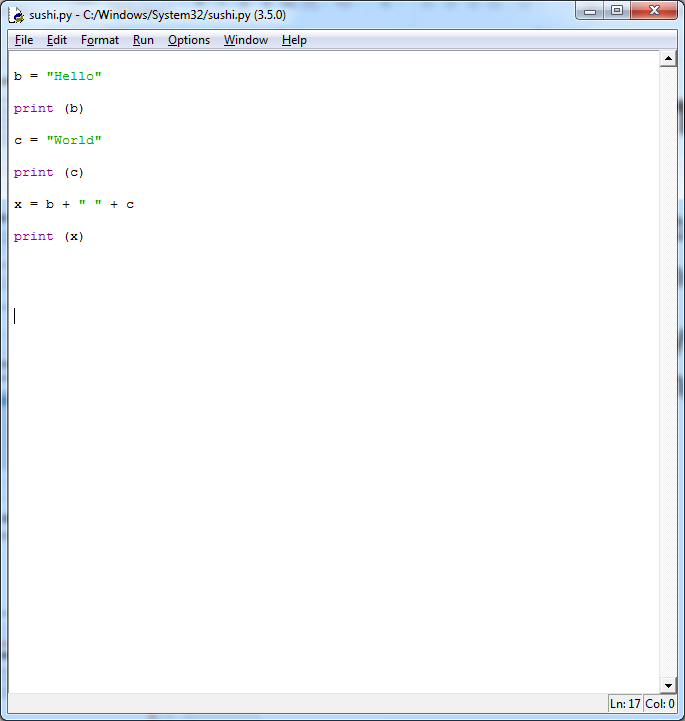 sushi.py - C:/Windows/System32/sushi.py (3.5.0)
File Edit Format Run Options Window Help
b = "Hello"
print (b)
c = "World"
print (c)
x = b + " " + c
print (x)
Ln: 17 Col: 0